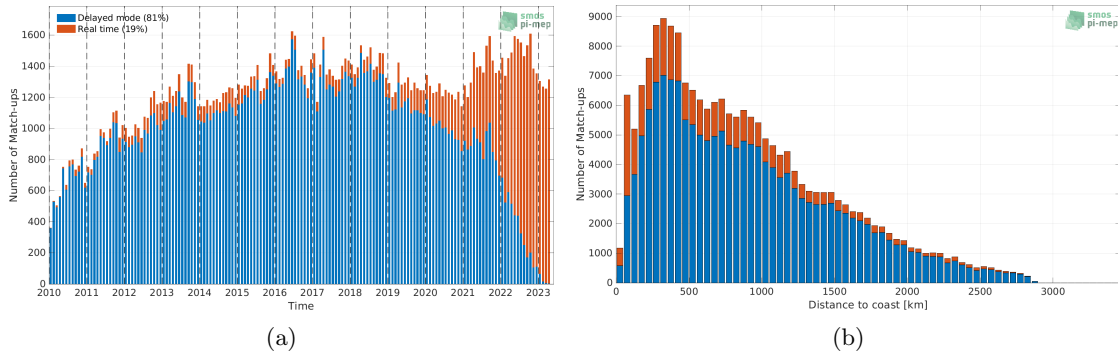 Delayed mode (81%)
Real time (19%)
smos
pi-mep
Number of Match-ups
1600
1400
1200
1000
800
600
400
200
0
2010 2011 2012 2013 2014 2015 2016 2017 2018 2019 2020 2021 2022 2023
Time
(a)
smos
pi-mep
Number of Match-ups
9000
8000
7000
6000
5000
4000
3000
2000
1000
0
0 500 1000 1500 2000 2500 3000
Distance to coast [km]
(b)